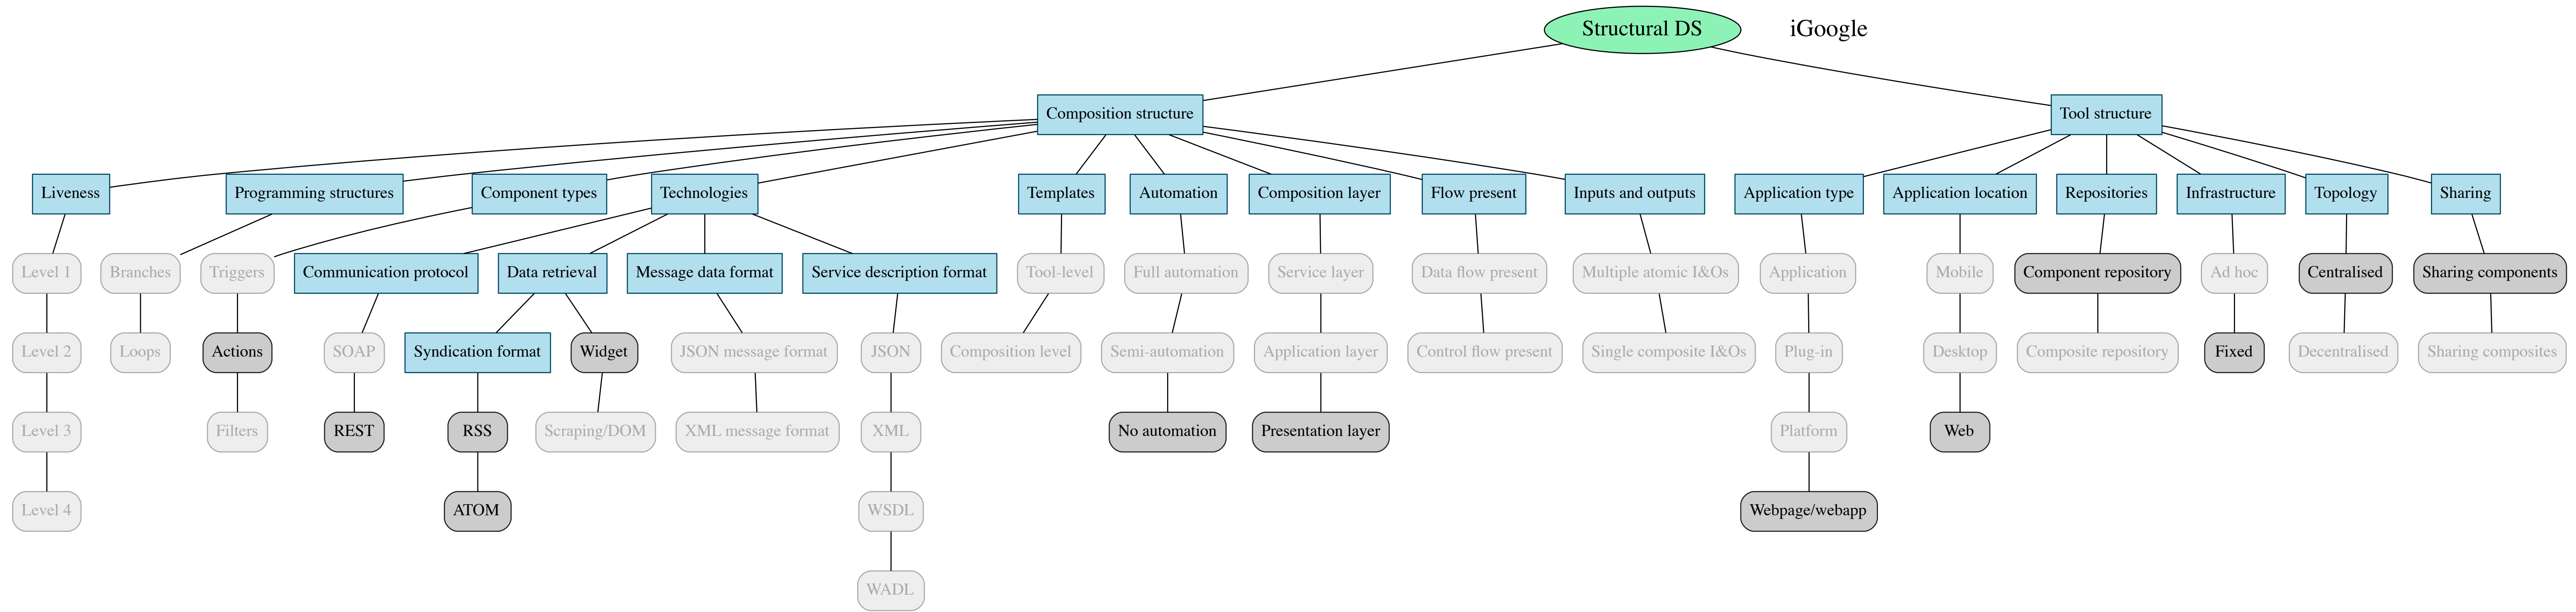 Structural DS
iGoogle
Composition structure
Tool structure
Liveness
Programming structures
Component types
Technologies
Templates
Automation
Composition layer
Flow present
Inputs and outputs
Application type
Application location
Repositories
Infrastructure
Topology
Sharing
Level 1
Branches
Triggers
Communication protocol
Data retrieval
Message data format
Service description format
Tool-level
Full automation
Service layer
Data flow present
Multiple atomic I&Os
Application
Mobile
Component repository
Ad hoc
Centralised
Sharing components
Level 2
Loops
Actions
SOAP
Syndication format
Widget
JSON message format
JSON
Composition level
Semi-automation
Application layer
Control flow present
Single composite I&Os
Plug-in
Desktop
Composite repository
Fixed
Decentralised
Sharing composites
Level 3
Filters
REST
RSS
Scraping/DOM
XML message format
XML
No automation
Presentation layer
Platform
Web
Level 4
ATOM
WSDL
Webpage/webapp
WADL